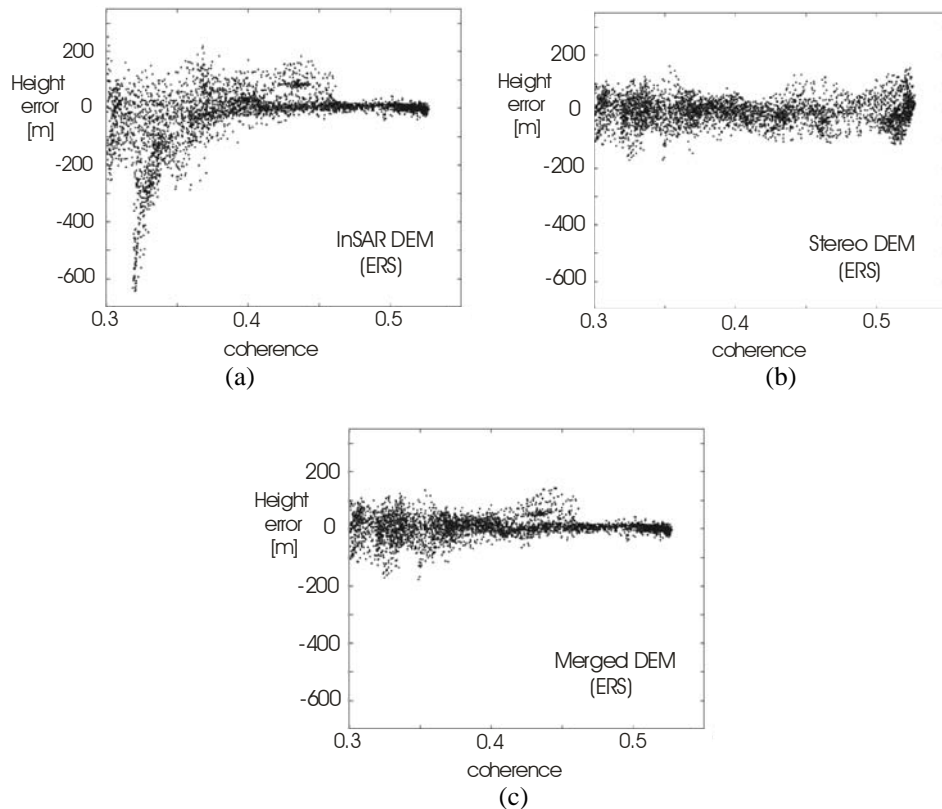 200
Height
error
[m]
0
-200
-400
-600
InSAR DEM
(ERS)
0.3
0.4
0.5
coherence
(a)
200
Height
error
[m]
0
-200
-400
-600
Stereo DEM
(ERS)
0.3
0.4
0.5
coherence
(b)
200
Height
error
[m]
0
-200
-400
-600
Merged DEM
(ERS)
0.3
0.4
0.5
coherence
(c)